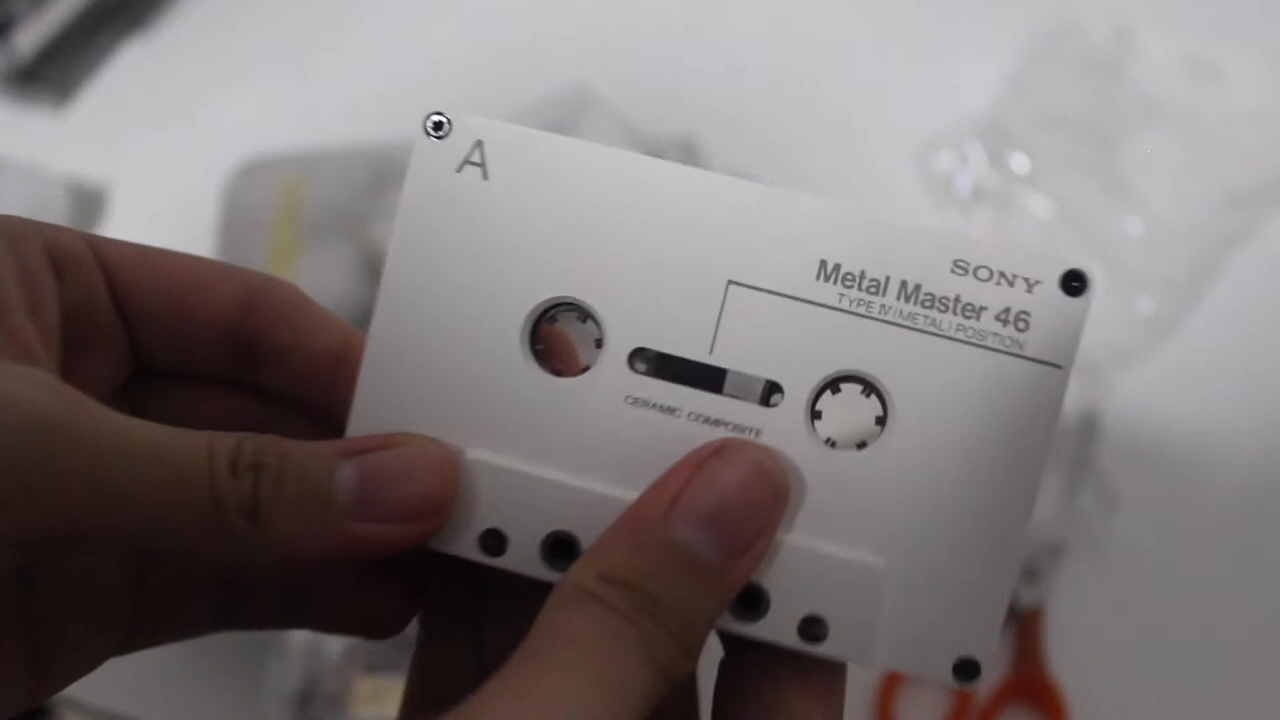 A
SONY
Metal Master 46
TYPE IV (METAL) POSITION
CERAMIC COMPOSITE